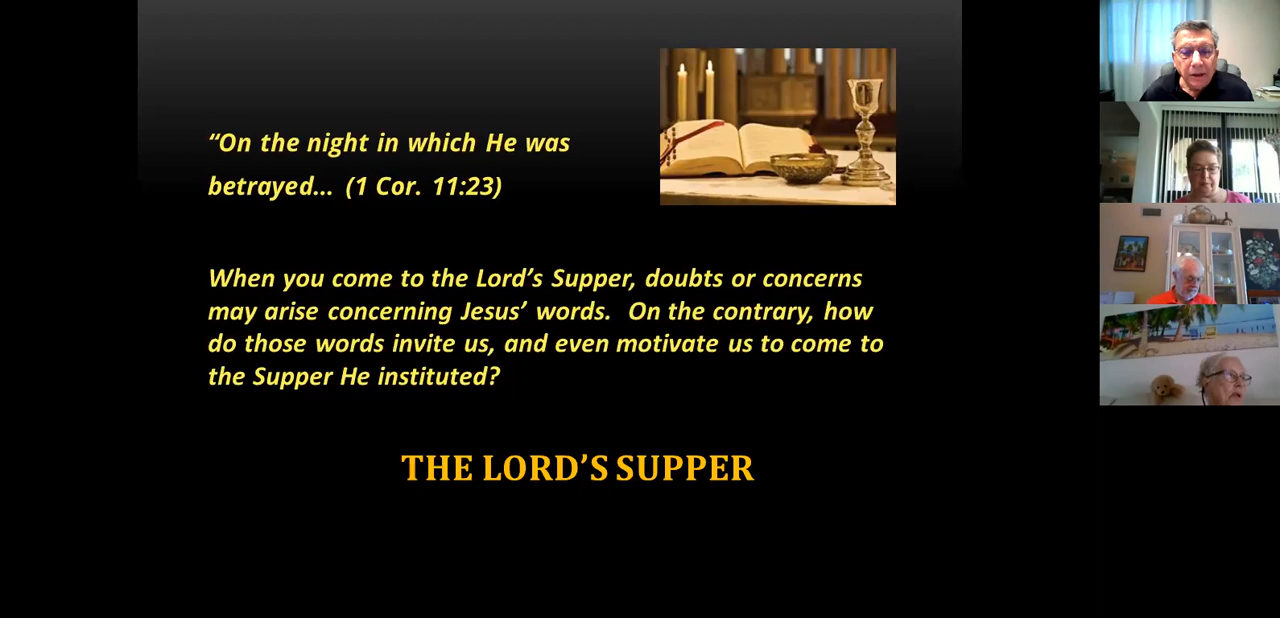 “On the night in which He was
betrayed... (1 Cor. 11:23)
When you come to the Lord’s Supper, doubts or concerns
may arise concerning Jesus’ words. On the contrary, how
do those words invite us, and even motivate us to come to
the Supper He instituted?
THE LORD’S SUPPER